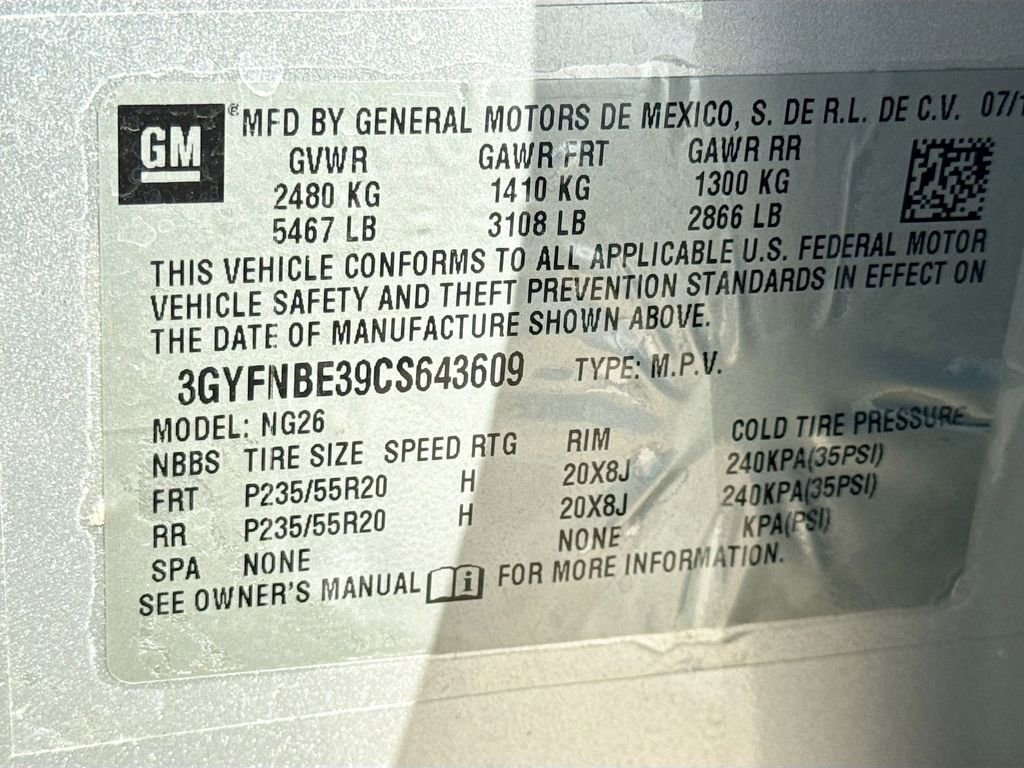 GM ® MFD BY GENERAL MOTORS DE MEXICO, S. DE R.L. DE C.V. 07/1
GVWR GAWR FRT GAWR RR
2480 KG 1410 KG 1300 KG
5467 LB 3108 LB 2866 LB
THIS VEHICLE CONFORMS TO ALL APPLICABLE U.S. FEDERAL MOTOR
VEHICLE SAFETY AND THEFT PREVENTION STANDARDS IN EFFECT ON
THE DATE OF MANUFACTURE SHOWN ABOVE.
3GYFNBE39CS643609 TYPE: M.P.V.
MODEL: NG26
NBBS TIRE SIZE SPEED RTG RIM COLD TIRE PRESSURE
FRT P235/55R20 H 20X8J 240KPA(35PSI)
RR P235/55R20 H 20X8J 240KPA(35PSI)
SPA NONE NONE KPA(PSI)
SEE OWNER'S MANUAL i FOR MORE INFORMATION.